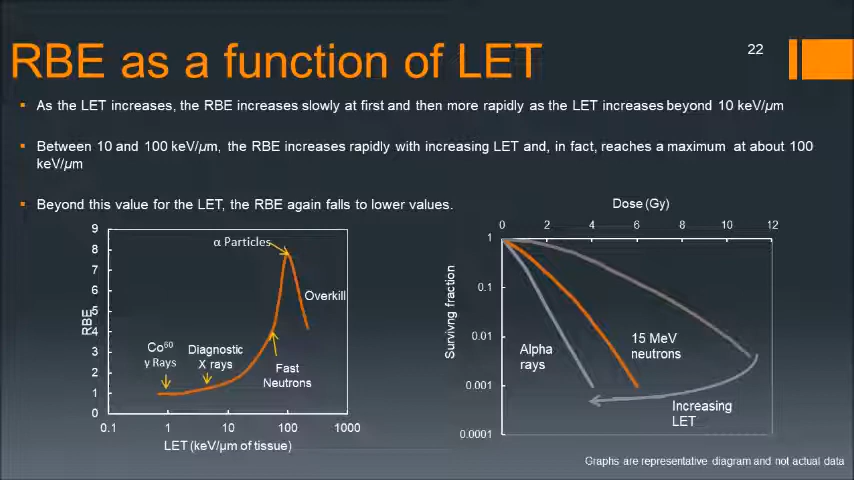 RBE as a function of LET
22
▪ As the LET increases, the RBE increases slowly at first and then more rapidly as the LET increases beyond 10 keV/μm
▪ Between 10 and 100 keV/μm, the RBE increases rapidly with increasing LET and, in fact, reaches a maximum at about 100
keV/μm
▪ Beyond this value for the LET, the RBE again falls to lower values.
9
8
7
6
5
4
3
2
1
0
RBE
α Particles
Overkill
Co⁶⁰
γ Rays
Diagnostic
X rays
Fast
Neutrons
0.1 1 10 100 1000
LET (keV/μm of tissue)
Dose (Gy)
0 2 4 6 8 10 12
1
0.1
0.01
0.001
0.0001
Survivng fraction
Alpha
rays
15 MeV
neutrons
Increasing
LET
Graphs are representative diagram and not actual data